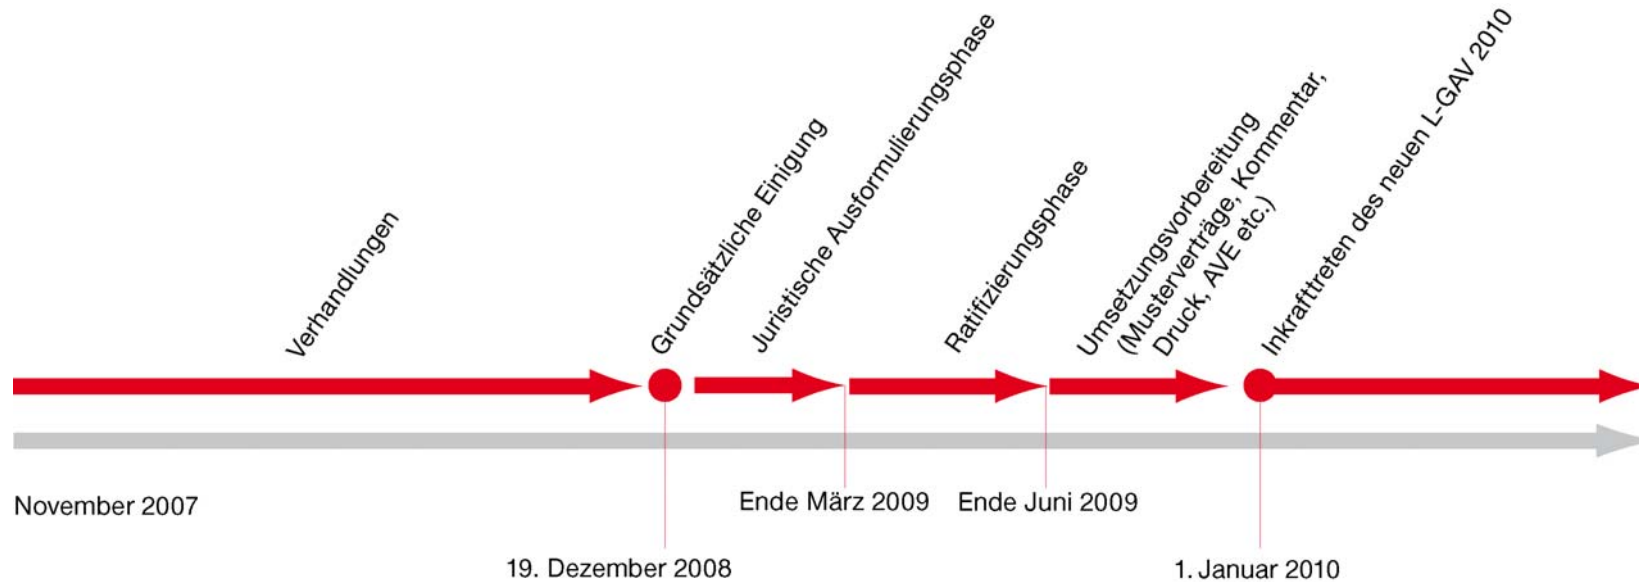 Verhandlungen
Grundsätzliche Einigung
Juristische Ausformulierungsphase
Ratifizierungsphase
Umsetzungsvorbereitung
(Musterverträge, Kommentar,
Druck, AVE etc.)
Inkrafttreten des neuen L-GAV 2010
November 2007
19. Dezember 2008
Ende März 2009
Ende Juni 2009
1. Januar 2010